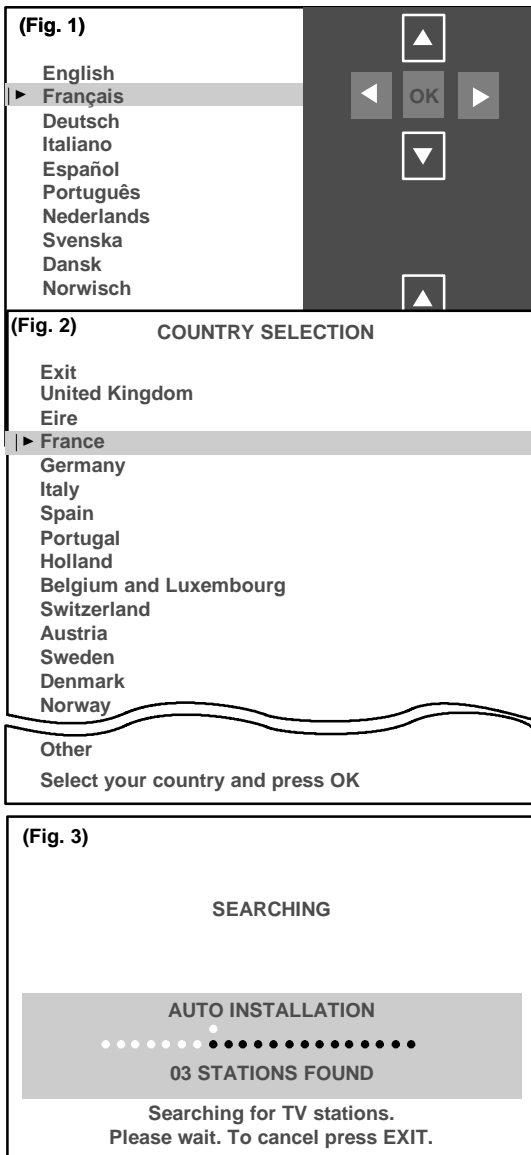 (Fig. 1)
English
Français
OK
Deutsch
Italiano
Español
Português
Nederlands
Svenska
Dansk
Norwisch
(Fig. 2)
COUNTRY SELECTION
Exit
United Kingdom
Eire
France
Germany
Italy
Spain
Portugal
Holland
Belgium and Luxembourg
Switzerland
Austria
Sweden
Denmark
Norway
Other
Select your country and press OK
(Fig. 3)
SEARCHING
AUTO INSTALLATION
03 STATIONS FOUND
Searching for TV stations.
Please wait. To cancel press EXIT.